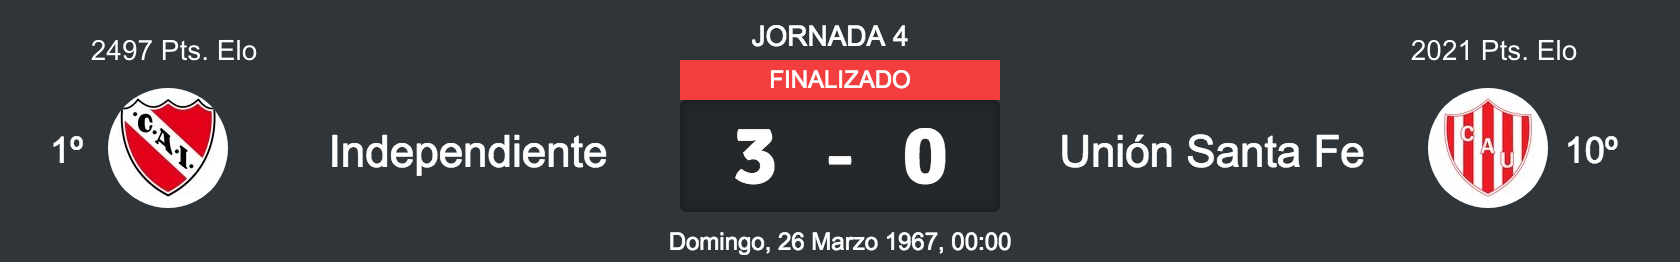 JORNADA 4
2497 Pts. Elo
FINALIZADO
2021 Pts. Elo
1º
C.A.I.
Independiente
3 - 0
Unión Santa Fe
CAU
10º
Domingo, 26 Marzo 1967, 00:00